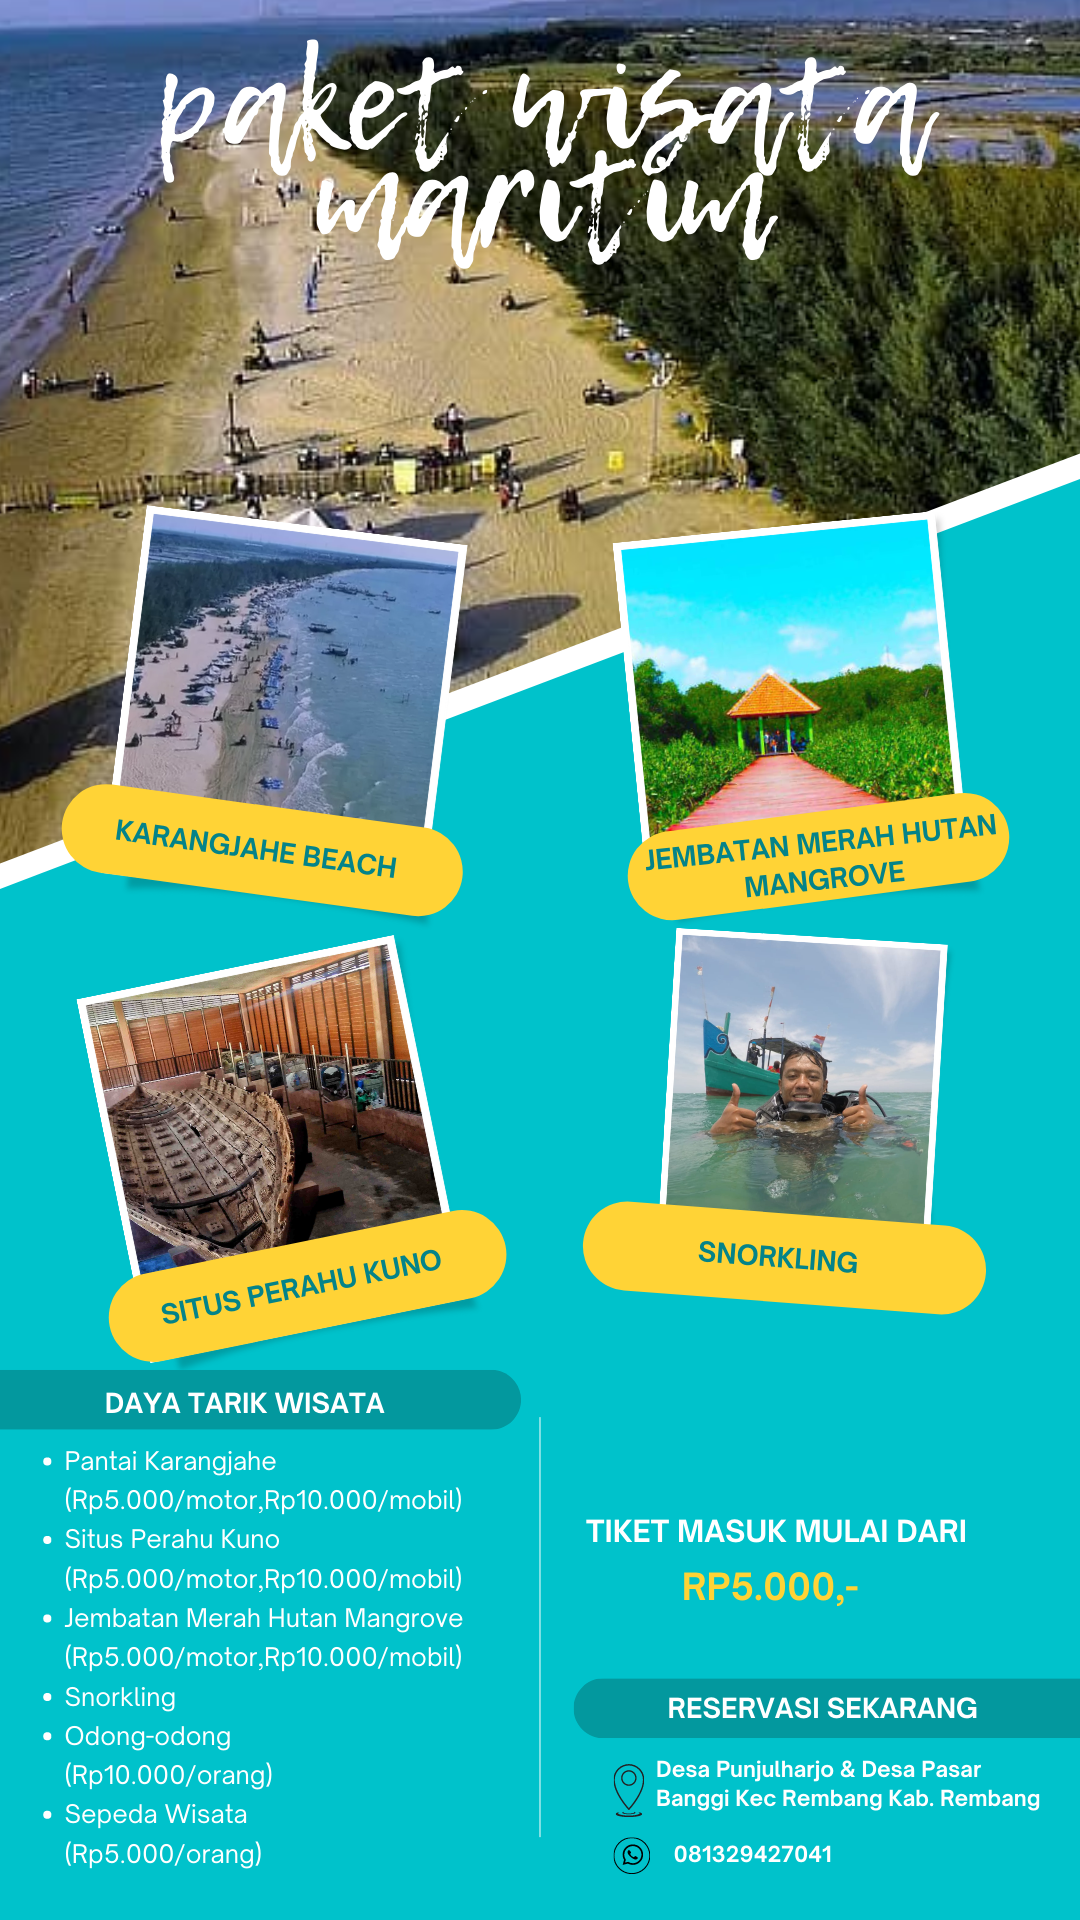 paket wisata
maritim
KARANGJAHE BEACH
JEMBATAN MERAH HUTAN
MANGROVE
SITUS PERAHU KUNO
SNORKLING
DAYA TARIK WISATA
• Pantai Karangjahe
(Rp5.000/motor,Rp10.000/mobil)
• Situs Perahu Kuno
(Rp5.000/motor,Rp10.000/mobil)
• Jembatan Merah Hutan Mangrove
(Rp5.000/motor,Rp10.000/mobil)
• Snorkling
• Odong-odong
(Rp10.000/orang)
• Sepeda Wisata
(Rp5.000/orang)
TIKET MASUK MULAI DARI
RP5.000,-
RESERVASI SEKARANG
Desa Punjulharjo & Desa Pasar
Banggi Kec Rembang Kab. Rembang
081329427041